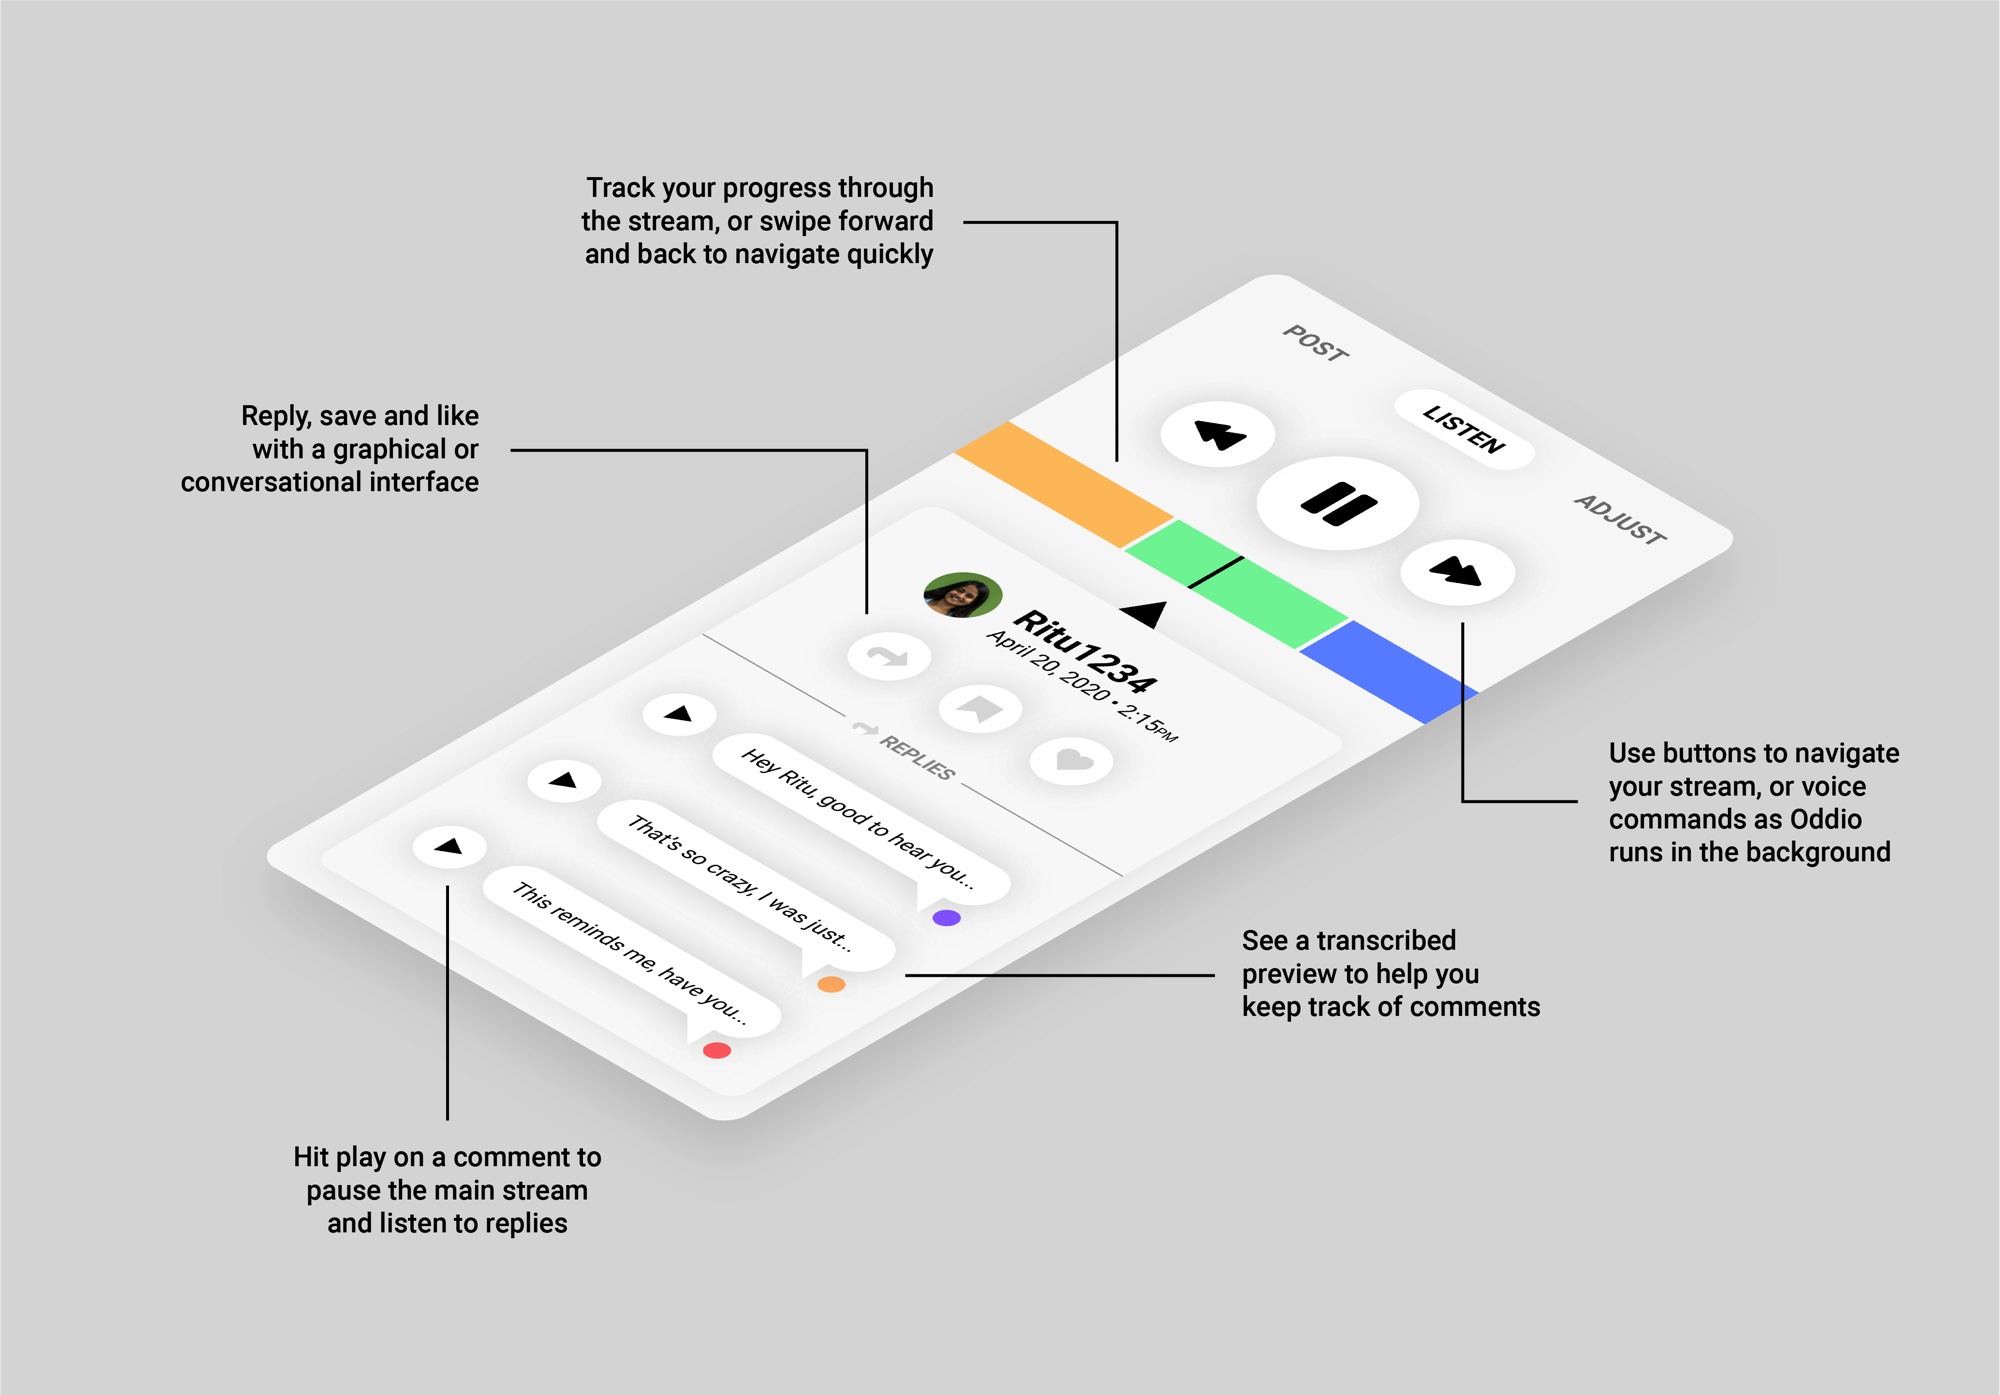 Track your progress through
the stream, or swipe forward
and back to navigate quickly
Reply, save and like
with a graphical or
conversational interface
POST
LISTEN
ADJUST
Ritu1234
April 20, 2020 • 2:15PM
REPLIES
Hey Ritu, good to hear you...
That's so crazy, I was just...
This reminds me, have you...
Use buttons to navigate
your stream, or voice
commands as Oddio
runs in the background
See a transcribed
preview to help you
keep track of comments
Hit play on a comment to
pause the main stream
and listen to replies